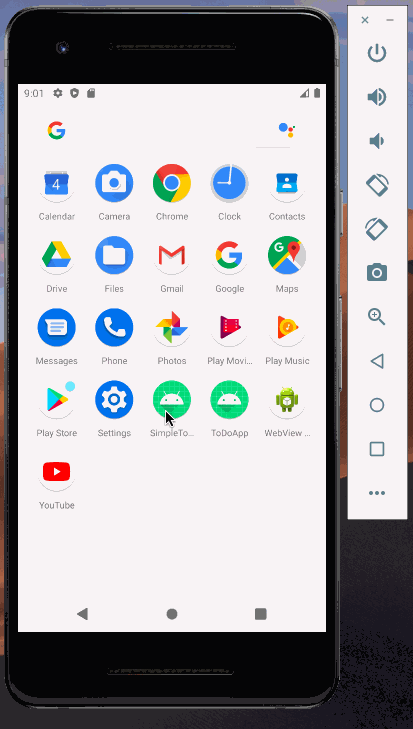 9:01
4
Calendar Camera Chrome Clock Contacts
Drive Files Gmail Google Maps
Messages Phone Photos Play Movi... Play Music
Play Store Settings SimpleTo... ToDoApp WebView ...
YouTube